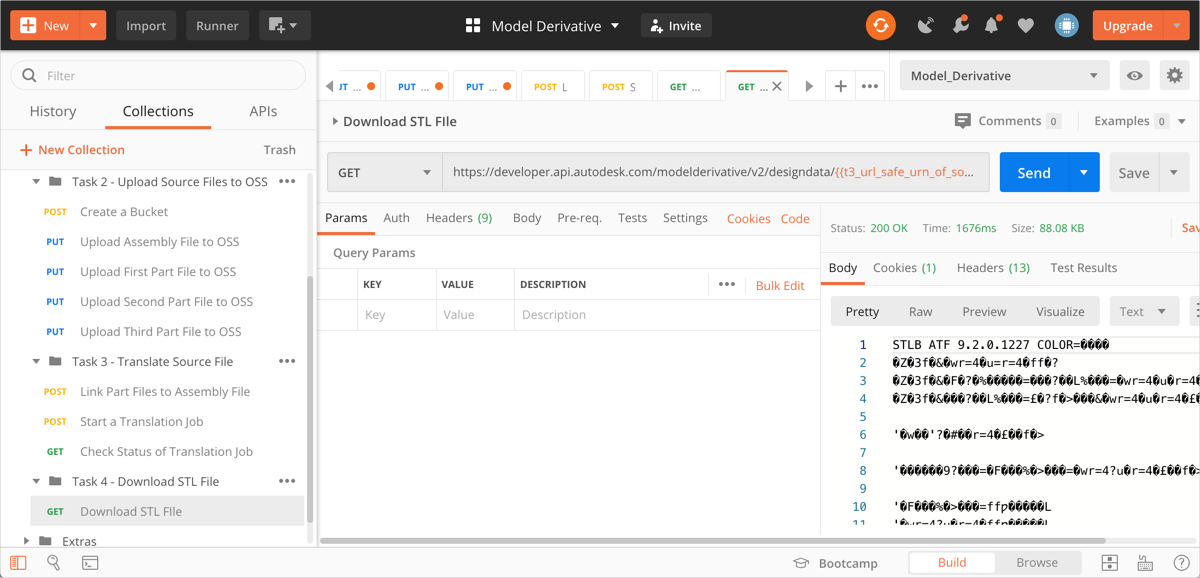 New Import Runner Model Derivative Invite Upgrade
Filter
History Collections APIs
New Collection Trash
Task 2 - Upload Source Files to OSS
POST Create a Bucket
PUT Upload Assembly File to OSS
PUT Upload First Part File to OSS
PUT Upload Second Part File to OSS
PUT Upload Third Part File to OSS
Task 3 - Translate Source File
POST Link Part Files to Assembly File
POST Start a Translation Job
GET Check Status of Translation Job
Task 4 - Download STL File
GET Download STL FIle
Extras
JT ... PUT ... PUT ... POST L POST S GET ... GET ...
Model_Derivative
Download STL FIle Comments 0 Examples 0
GET https://developer.api.autodesk.com/modelderivative/v2/designdata/{{t3_url_safe_urn_of_so... Send Save
Params Auth Headers (9) Body Pre-req. Tests Settings Cookies Code
Query Params
KEY VALUE DESCRIPTION Bulk Edit
Key Value Description
Status: 200 OK Time: 1676ms Size: 88.08 KB Sav
Body Cookies (1) Headers (13) Test Results
Pretty Raw Preview Visualize Text
1 STLB ATF 9.2.0.1227 COLOR=����
2 �Z�3f�&�wr=4�u=r=4�ff�?
3 �Z�3f�&�F�?�%�����=���?��L%���=�wr=4�u�r=4
4 �Z�3f�&���?��L%���=£�?f�>���&�wr=4�u�r=4�£
5
6 '�w��'?�#��r=4�£��f�>
7
8 '������9?���=�F���%�>���=�wr=4?u�r=4�£��f�>
9
10 '�F���%�>���=ffp�����L
11 '�wr=4?u�r=4�ffp�����L
Bootcamp Build Browse